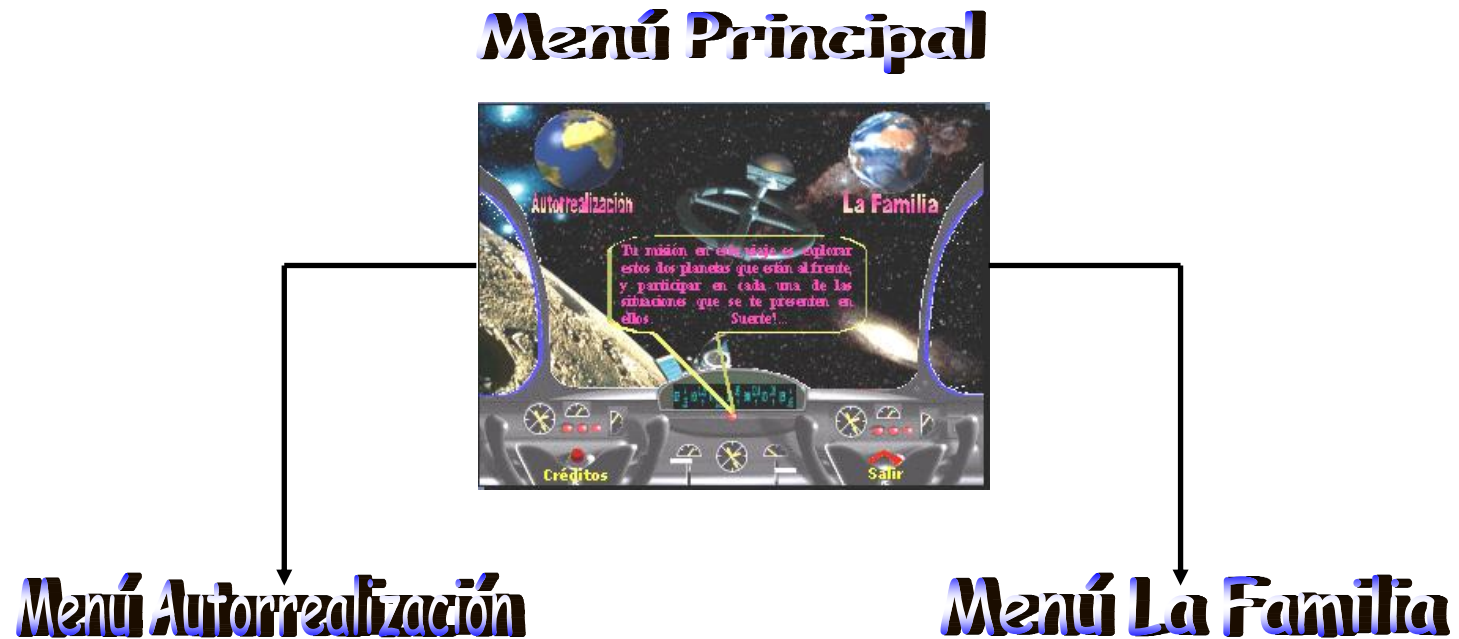 Menú Principal
Autorrealización
La Familia
Tu misión en este viaje es explorar
estos dos planetas que están al frente,
y participar en cada una de las
situaciones que se te presenten en
ellos. Suerte!...
Créditos
Salir
Menú Autorrealización
Menú La Familia